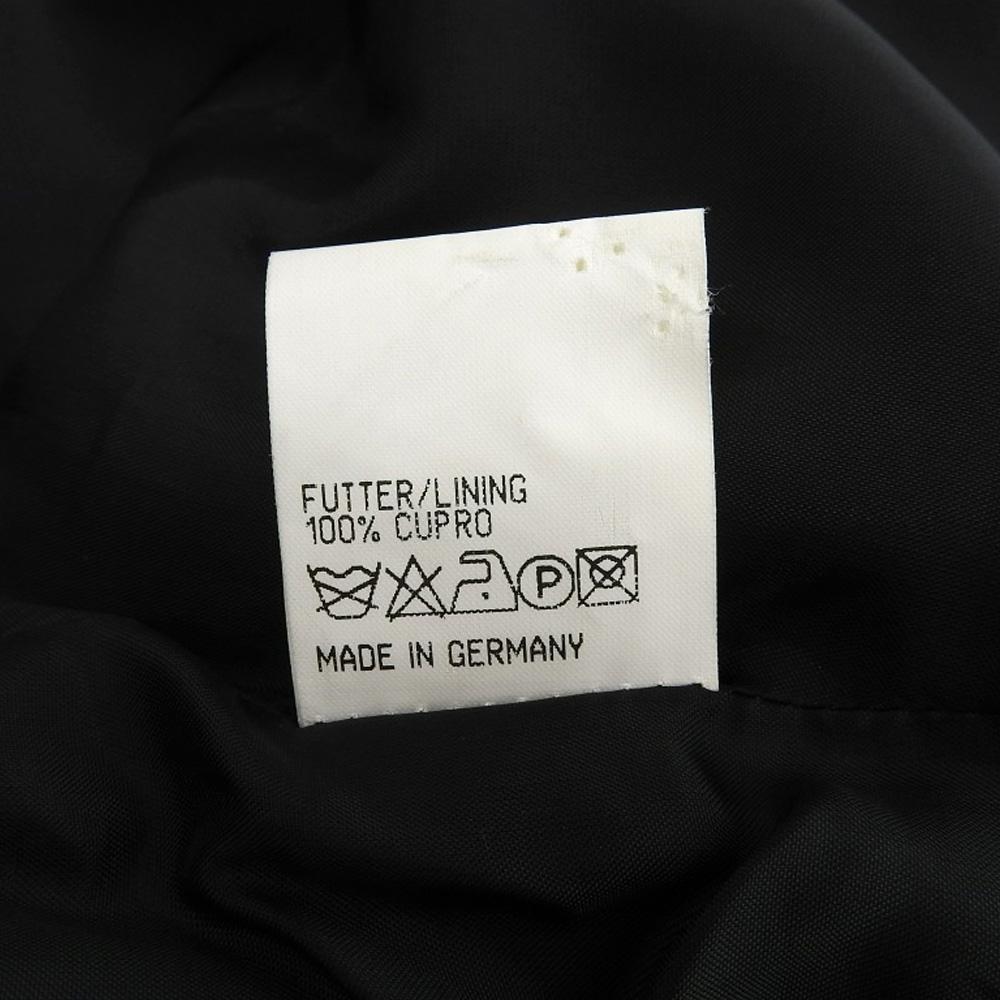 FUTTER/LINING
100% CUPRO
P
MADE IN GERMANY